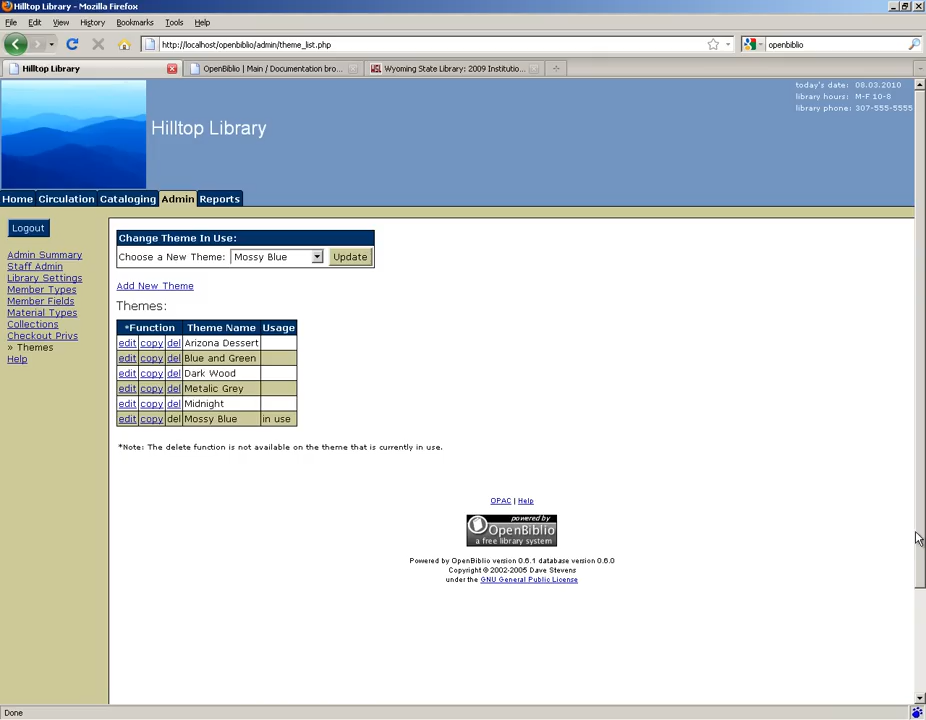 Hilltop Library - Mozilla Firefox
File Edit View History Bookmarks Tools Help
http://localhost/openbiblio/admin/theme_list.php
openbiblio
Hilltop Library
OpenBiblio | Main / Documentation bro...
Wyoming State Library: 2009 Institutio...
today's date: 08.03.2010
library hours: M-F 10-8
library phone: 307-555-5555
Hilltop Library
Home Circulation Cataloging Admin Reports
Logout
Admin Summary
Staff Admin
Library Settings
Member Types
Member Fields
Material Types
Collections
Checkout Privs
» Themes
Help
Change Theme In Use:
Choose a New Theme: Mossy Blue Update
Add New Theme
Themes:
*Function Theme Name Usage
edit copy del Arizona Dessert
edit copy del Blue and Green
edit copy del Dark Wood
edit copy del Metalic Grey
edit copy del Midnight
edit copy del Mossy Blue in use
*Note: The delete function is not available on the theme that is currently in use.
OPAC | Help
powered by
OpenBiblio
a free library system
Powered by OpenBiblio version 0.6.1 database version 0.6.0
Copyright © 2002-2005 Dave Stevens
under the GNU General Public License
Done